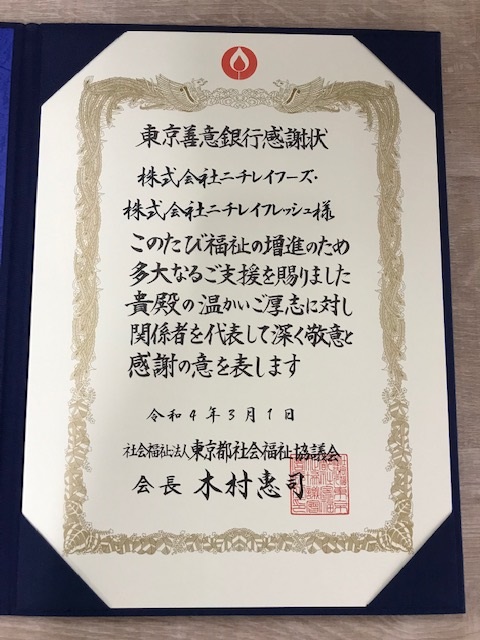 東京善意銀行感謝状
株式会社ニチレイフーズ・
株式会社ニチレイフレッシュ様
このたび福祉の増進のため
多大なるご支援を賜りました
貴殿の温かいご厚志に対し
関係者を代表して深く敬意と
感謝の意を表します
令和4年3月1日
社会福祉法人東京都社会福祉協議会
会長 木村惠司